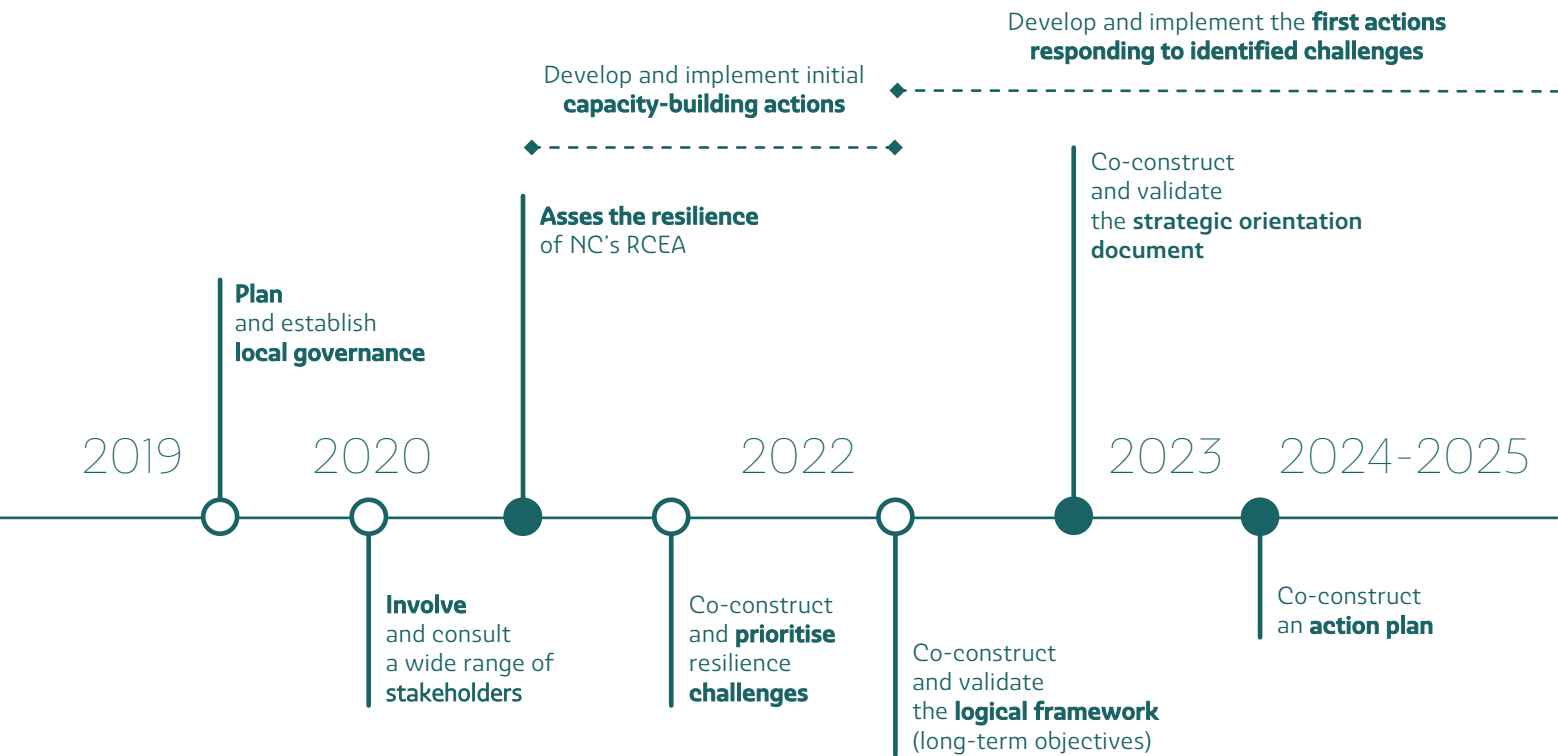 Develop and implement the first actions
responding to identified challenges
Develop and implement initial
capacity-building actions
Co-construct
and validate
the strategic orientation
document
Asses the resilience
of NC's RCEA
Plan
and establish
local governance
2019
2020
2022
2023
2024-2025
Involve
and consult
a wide range of
stakeholders
Co-construct
and prioritise
resilience
challenges
Co-construct
and validate
the logical framework
(long-term objectives)
Co-construct
an action plan